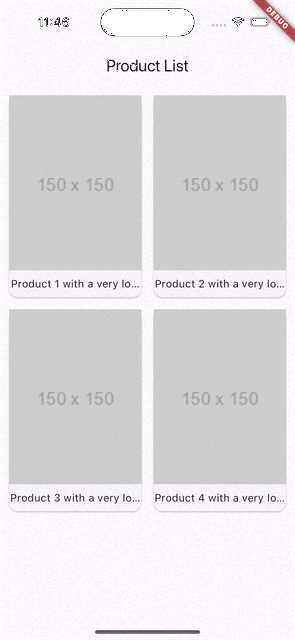 11:46
DEBUG
Product List
150 x 150
150 x 150
Product 1 with a very lo...
Product 2 with a very lo...
150 x 150
150 x 150
Product 3 with a very lo...
Product 4 with a very lo...